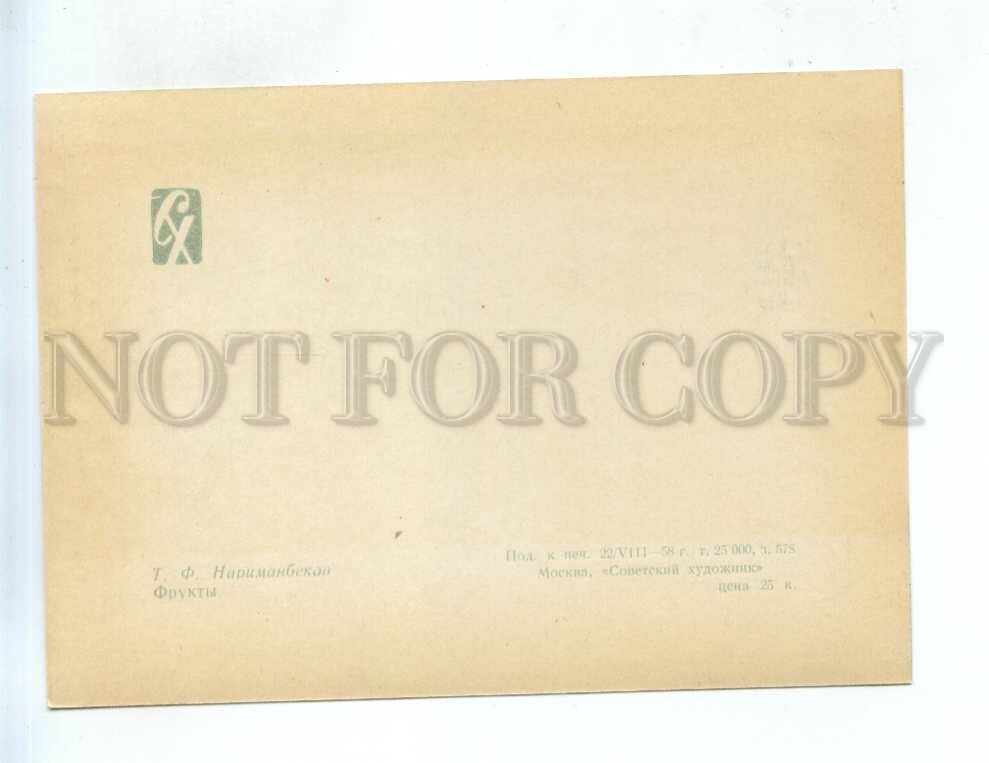 СХ
NOT FOR COPY
Т. Ф. Нариманбеков
Фрукты
Под. к печ. 22/VIII—58 г. т. 25 000, з. 578
Москва, «Советский художник»
цена 25 к.